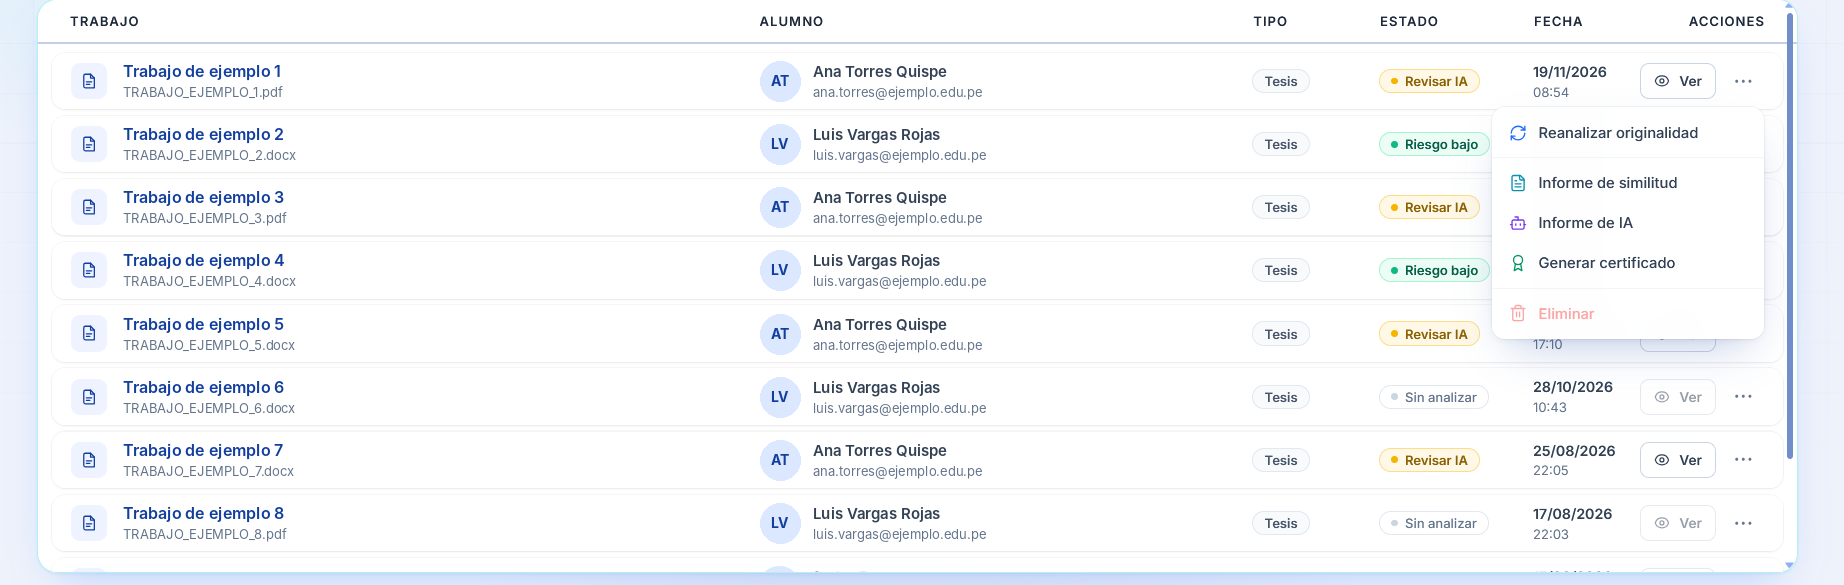 TRABAJO ALUMNO TIPO ESTADO FECHA ACCIONES
Trabajo de ejemplo 1
TRABAJO_EJEMPLO_1.pdf
AT
Ana Torres Quispe
ana.torres@ejemplo.edu.pe
Tesis
Revisar IA
19/11/2026
08:54
Ver
Trabajo de ejemplo 2
TRABAJO_EJEMPLO_2.docx
LV
Luis Vargas Rojas
luis.vargas@ejemplo.edu.pe
Tesis
Riesgo bajo
Trabajo de ejemplo 3
TRABAJO_EJEMPLO_3.pdf
AT
Ana Torres Quispe
ana.torres@ejemplo.edu.pe
Tesis
Revisar IA
Trabajo de ejemplo 4
TRABAJO_EJEMPLO_4.docx
LV
Luis Vargas Rojas
luis.vargas@ejemplo.edu.pe
Tesis
Riesgo bajo
Reanalizar originalidad
Informe de similitud
Informe de IA
Generar certificado
Eliminar
Trabajo de ejemplo 5
TRABAJO_EJEMPLO_5.docx
AT
Ana Torres Quispe
ana.torres@ejemplo.edu.pe
Tesis
Revisar IA
17:10
Trabajo de ejemplo 6
TRABAJO_EJEMPLO_6.docx
LV
Luis Vargas Rojas
luis.vargas@ejemplo.edu.pe
Tesis
Sin analizar
28/10/2026
10:43
Ver
Trabajo de ejemplo 7
TRABAJO_EJEMPLO_7.docx
AT
Ana Torres Quispe
ana.torres@ejemplo.edu.pe
Tesis
Revisar IA
25/08/2026
22:05
Ver
Trabajo de ejemplo 8
TRABAJO_EJEMPLO_8.pdf
LV
Luis Vargas Rojas
luis.vargas@ejemplo.edu.pe
Tesis
Sin analizar
17/08/2026
22:03
Ver